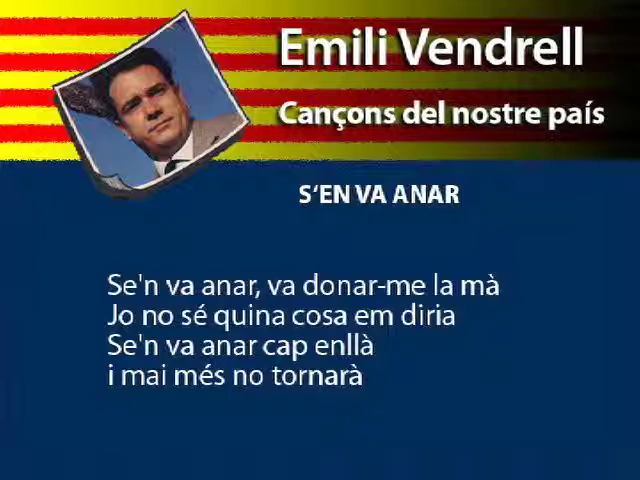 Emili Vendrell
Cançons del nostre país
S‘EN VA ANAR
Se'n va anar, va donar-me la mà
Jo no sé quina cosa em diria
Se'n va anar cap enllà
i mai més no tornarà